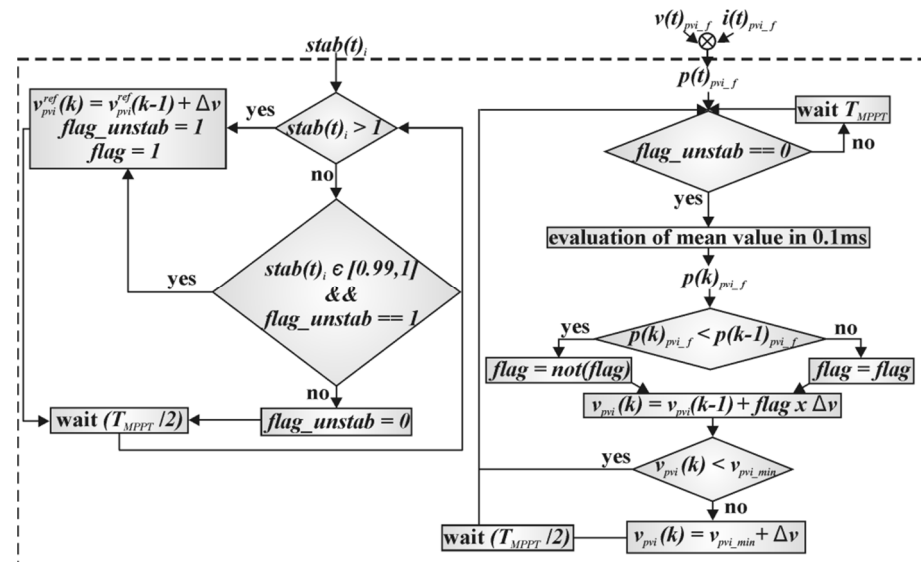 v(t)pvi_f i(t)pvi_f
stab(t)i
p(t)pvi_f
v^ref_pvi(k) = v^ref_pvi(k-1) + Δv
flag_unstab = 1
flag = 1
yes
stab(t)i > 1
no
wait TMPPT
flag_unstab == 0
no
yes
evaluation of mean value in 0.1ms
p(k)pvi_f
stab(t)i ϵ [0.99,1]
&&
flag_unstab == 1
yes
no
yes
p(k)pvi_f < p(k-1)pvi_f
no
flag = not(flag)
flag = flag
vpvi(k) = vpvi(k-1) + flag x Δv
wait (TMPPT /2)
flag_unstab = 0
yes
vpvi(k) < vpvi_min
no
wait (TMPPT /2)
vpvi(k) = vpvi_min + Δv